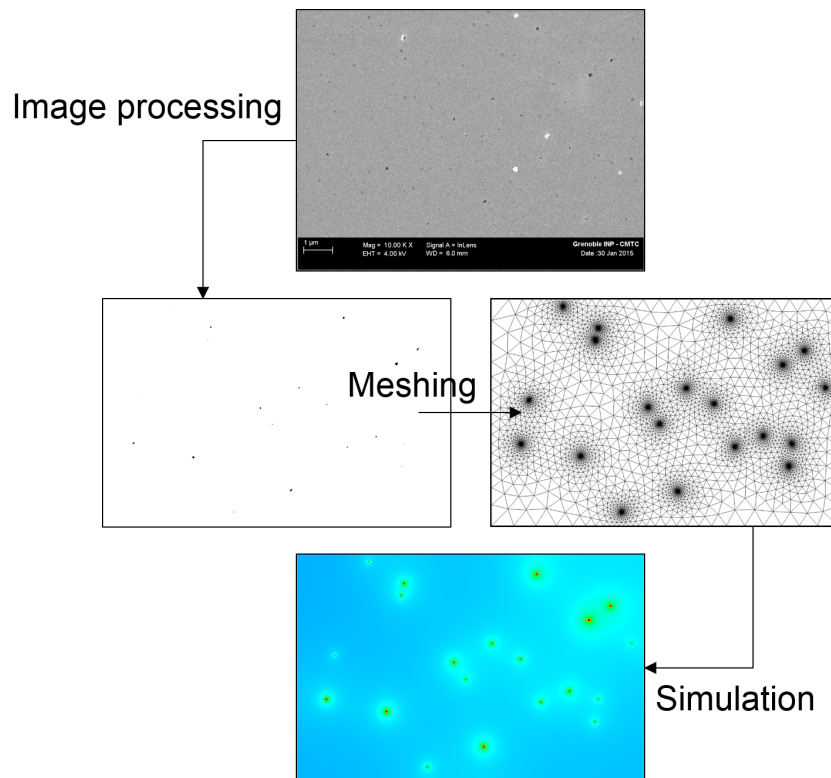 Image processing
1 µm
Mag = 10.00 K X
Signal A = InLens
Grenoble INP - CMTC
EHT = 4.00 kV
WD = 6.0 mm
Date :30 Jan 2015
Meshing
Simulation